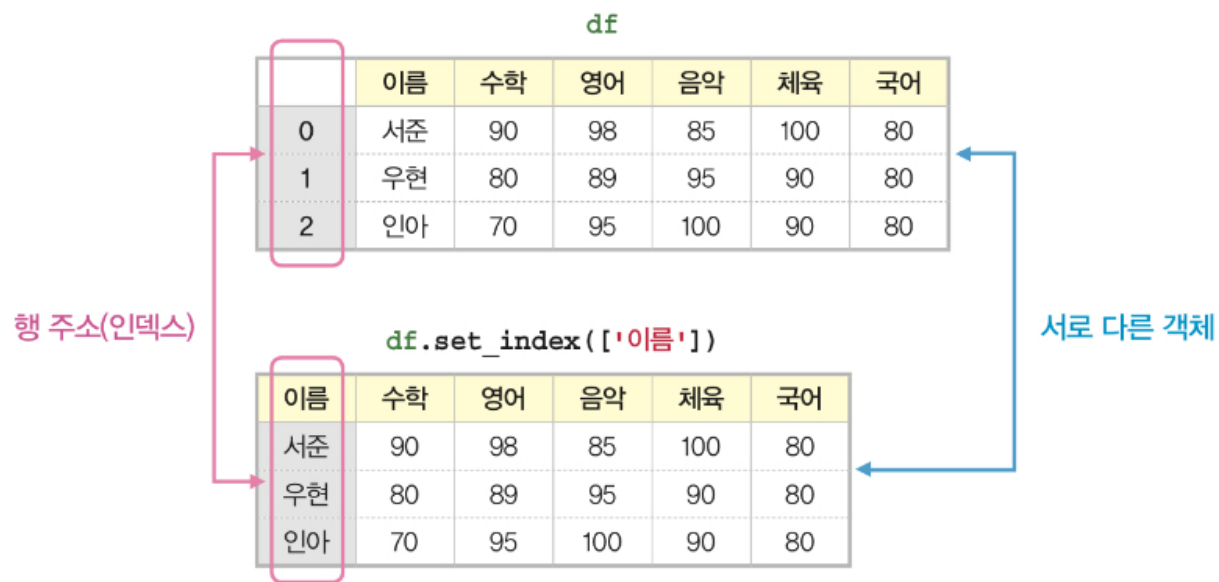 df
이름 수학 영어 음악 체육 국어
0 서준 90 98 85 100 80
1 우현 80 89 95 90 80
2 인아 70 95 100 90 80
행 주소(인덱스)
서로 다른 객체
df.set_index(['이름'])
이름 수학 영어 음악 체육 국어
서준 90 98 85 100 80
우현 80 89 95 90 80
인아 70 95 100 90 80